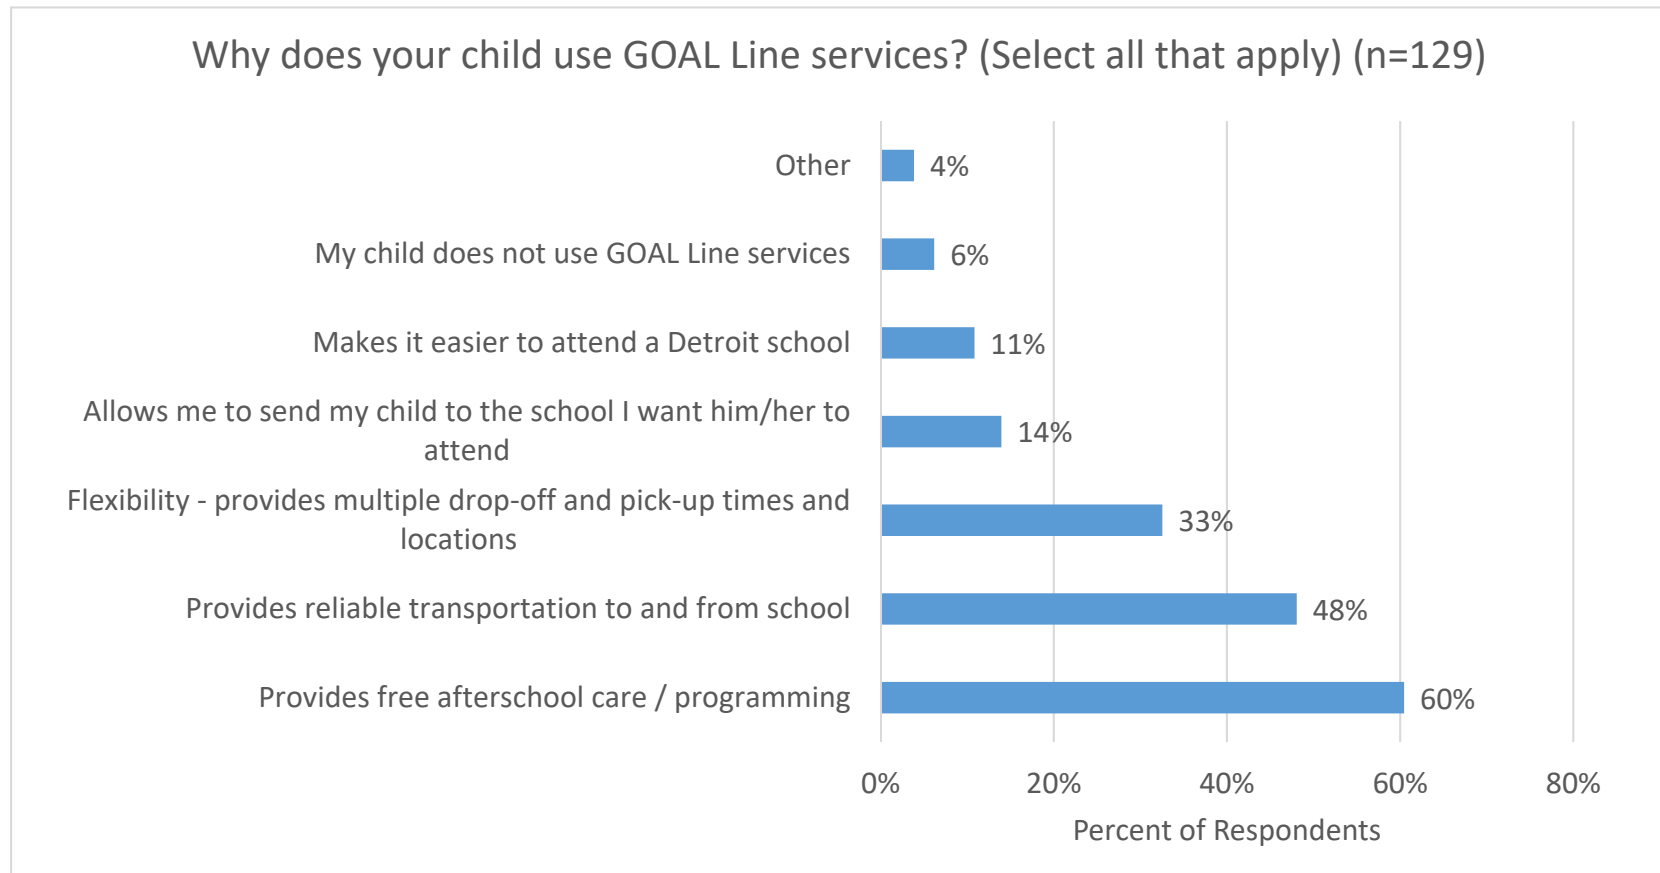 Why does your child use GOAL Line services? (Select all that apply) (n=129)
Other
4%
My child does not use GOAL Line services
6%
Makes it easier to attend a Detroit school
11%
Allows me to send my child to the school I want him/her to
attend
14%
Flexibility - provides multiple drop-off and pick-up times and
locations
33%
Provides reliable transportation to and from school
48%
Provides free afterschool care / programming
60%
0%
20%
40%
60%
80%
Percent of Respondents